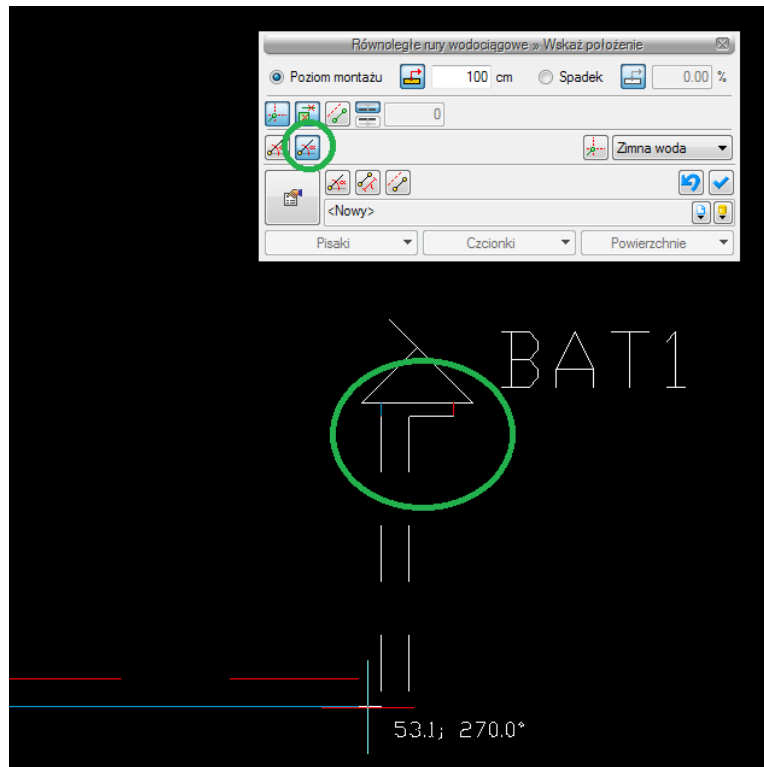 Równoległe rury wodociągowe » Wskaż położenie
Poziom montażu 100 cm Spadek 0.00 %
0
Zimna woda
<Nowy>
Pisaki Czcionki Powierzchnie
BAT1
53.1; 270.0°